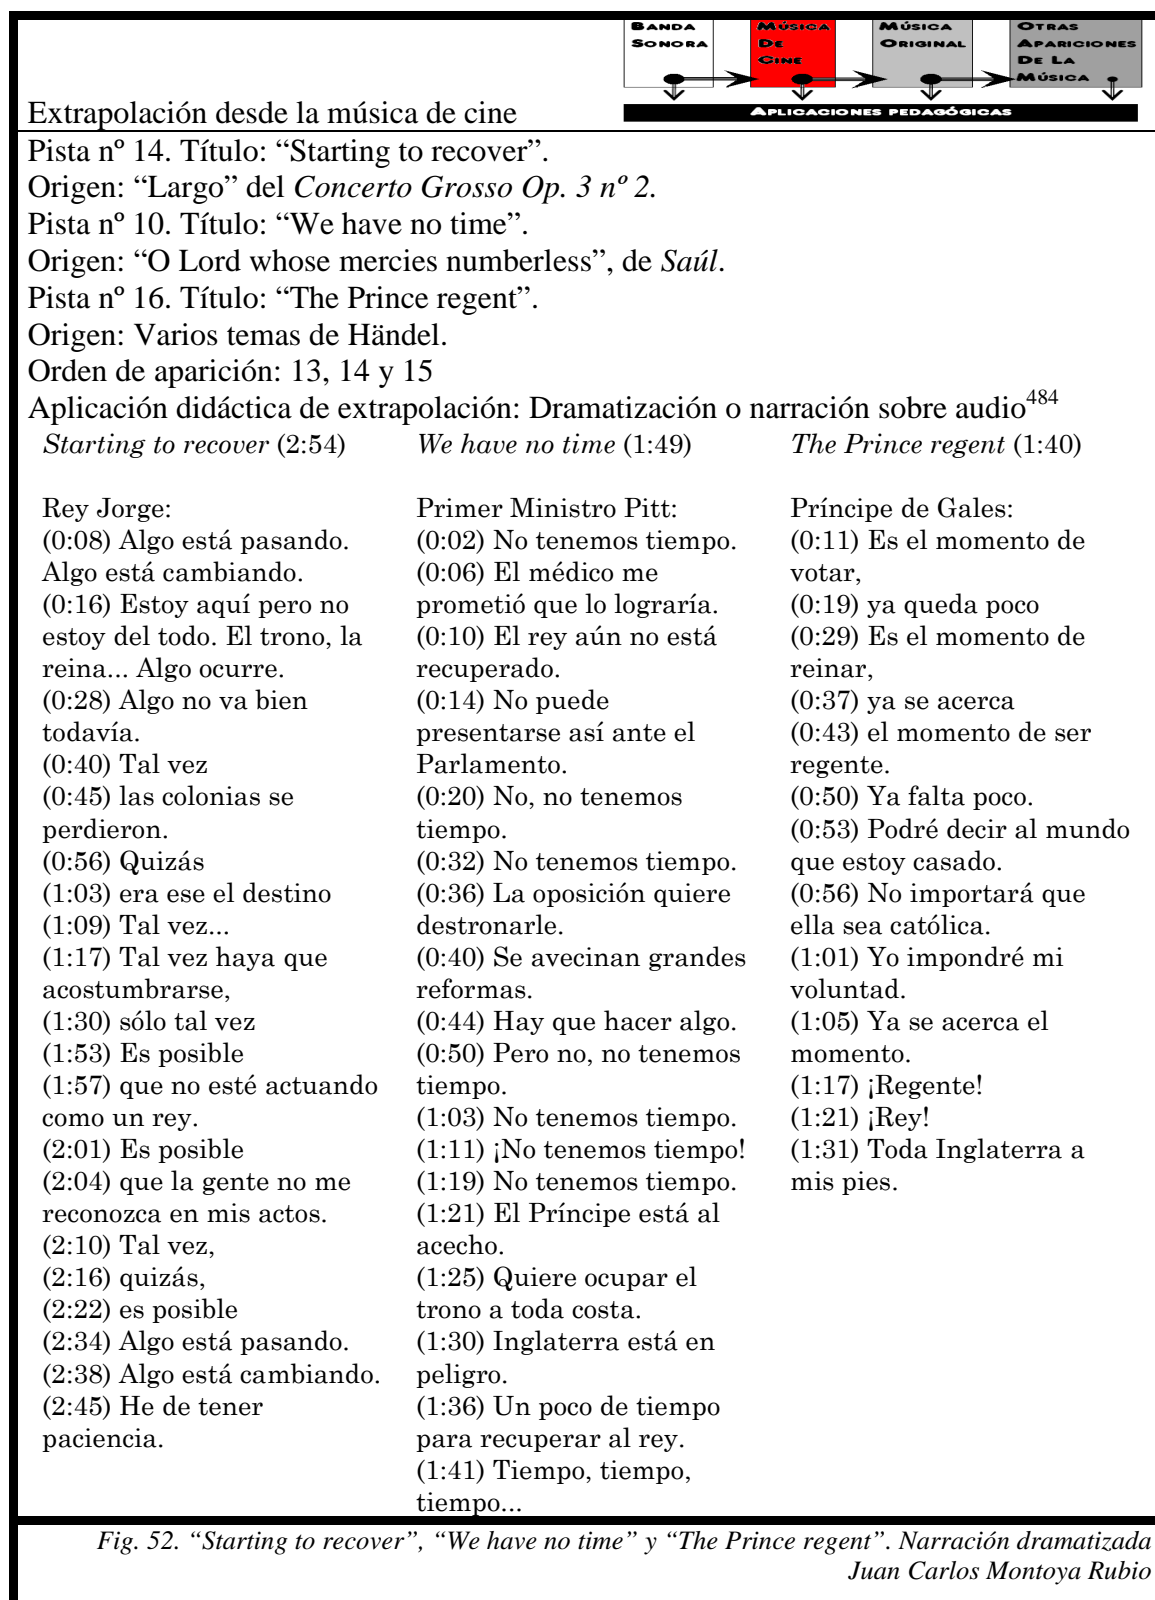 BANDA
SONORA
MÚSICA
DE
CINE
MÚSICA
ORIGINAL
OTRAS
APARICIONES
DE LA
MÚSICA
APLICACIONES PEDAGÓGICAS
Extrapolación desde la música de cine
Pista nº 14. Título: “Starting to recover”.
Origen: “Largo” del Concerto Grosso Op. 3 nº 2.
Pista nº 10. Título: “We have no time”.
Origen: “O Lord whose mercies numberless”, de Saúl.
Pista nº 16. Título: “The Prince regent”.
Origen: Varios temas de Händel.
Orden de aparición: 13, 14 y 15
Aplicación didáctica de extrapolación: Dramatización o narración sobre audio484
Starting to recover (2:54)
Rey Jorge:
(0:08) Algo está pasando.
Algo está cambiando.
(0:16) Estoy aquí pero no
estoy del todo. El trono, la
reina... Algo ocurre.
(0:28) Algo no va bien
todavía.
(0:40) Tal vez
(0:45) las colonias se
perdieron.
(0:56) Quizás
(1:03) era ese el destino
(1:09) Tal vez...
(1:17) Tal vez haya que
acostumbrarse,
(1:30) sólo tal vez
(1:53) Es posible
(1:57) que no esté actuando
como un rey.
(2:01) Es posible
(2:04) que la gente no me
reconozca en mis actos.
(2:10) Tal vez,
(2:16) quizás,
(2:22) es posible
(2:34) Algo está pasando.
(2:38) Algo está cambiando.
(2:45) He de tener
paciencia.
We have no time (1:49)
Primer Ministro Pitt:
(0:02) No tenemos tiempo.
(0:06) El médico me
prometió que lo lograría.
(0:10) El rey aún no está
recuperado.
(0:14) No puede
presentarse así ante el
Parlamento.
(0:20) No, no tenemos
tiempo.
(0:32) No tenemos tiempo.
(0:36) La oposición quiere
destronarle.
(0:40) Se avecinan grandes
reformas.
(0:44) Hay que hacer algo.
(0:50) Pero no, no tenemos
tiempo.
(1:03) No tenemos tiempo.
(1:11) ¡No tenemos tiempo!
(1:19) No tenemos tiempo.
(1:21) El Príncipe está al
acecho.
(1:25) Quiere ocupar el
trono a toda costa.
(1:30) Inglaterra está en
peligro.
(1:36) Un poco de tiempo
para recuperar al rey.
(1:41) Tiempo, tiempo,
tiempo...
The Prince regent (1:40)
Príncipe de Gales:
(0:11) Es el momento de
votar,
(0:19) ya queda poco
(0:29) Es el momento de
reinar,
(0:37) ya se acerca
(0:43) el momento de ser
regente.
(0:50) Ya falta poco.
(0:53) Podré decir al mundo
que estoy casado.
(0:56) No importará que
ella sea católica.
(1:01) Yo impondré mi
voluntad.
(1:05) Ya se acerca el
momento.
(1:17) ¡Regente!
(1:21) ¡Rey!
(1:31) Toda Inglaterra a
mis pies.
Fig. 52. “Starting to recover”, “We have no time” y “The Prince regent”. Narración dramatizada
Juan Carlos Montoya Rubio